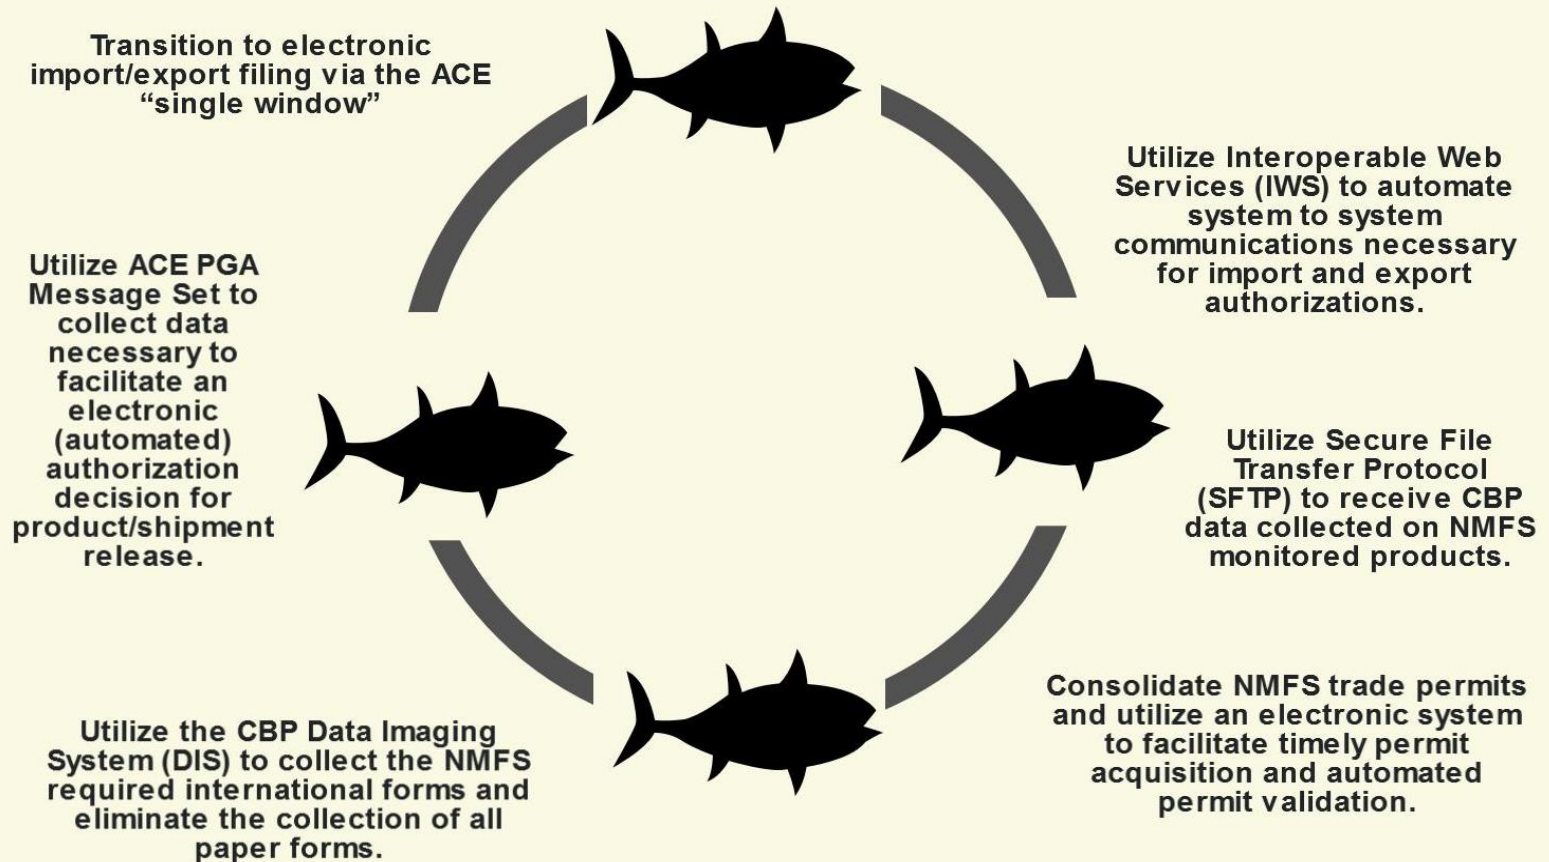 Transition to electronic
import/export filing via the ACE
“single window”
Utilize Interoperable Web
Services (IWS) to automate
system to system
communications necessary
for import and export
authorizations.
Utilize ACE PGA
Message Set to
collect data
necessary to
facilitate an
electronic
(automated)
authorization
decision for
product/shipment
release.
Utilize Secure File
Transfer Protocol
(SFTP) to receive CBP
data collected on NMFS
monitored products.
Utilize the CBP Data Imaging
System (DIS) to collect the NMFS
required international forms and
eliminate the collection of all
paper forms.
Consolidate NMFS trade permits
and utilize an electronic system
to facilitate timely permit
acquisition and automated
permit validation.